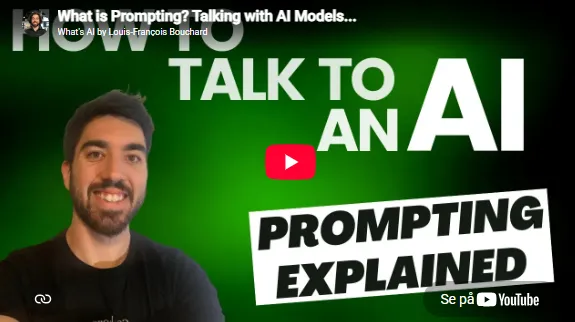 What is Prompting? Talking with AI Models...
What's AI by Louis-François Bouchard
HOW TO
TALK TO
AN AI
PROMPTING
EXPLAINED
Se på YouTube